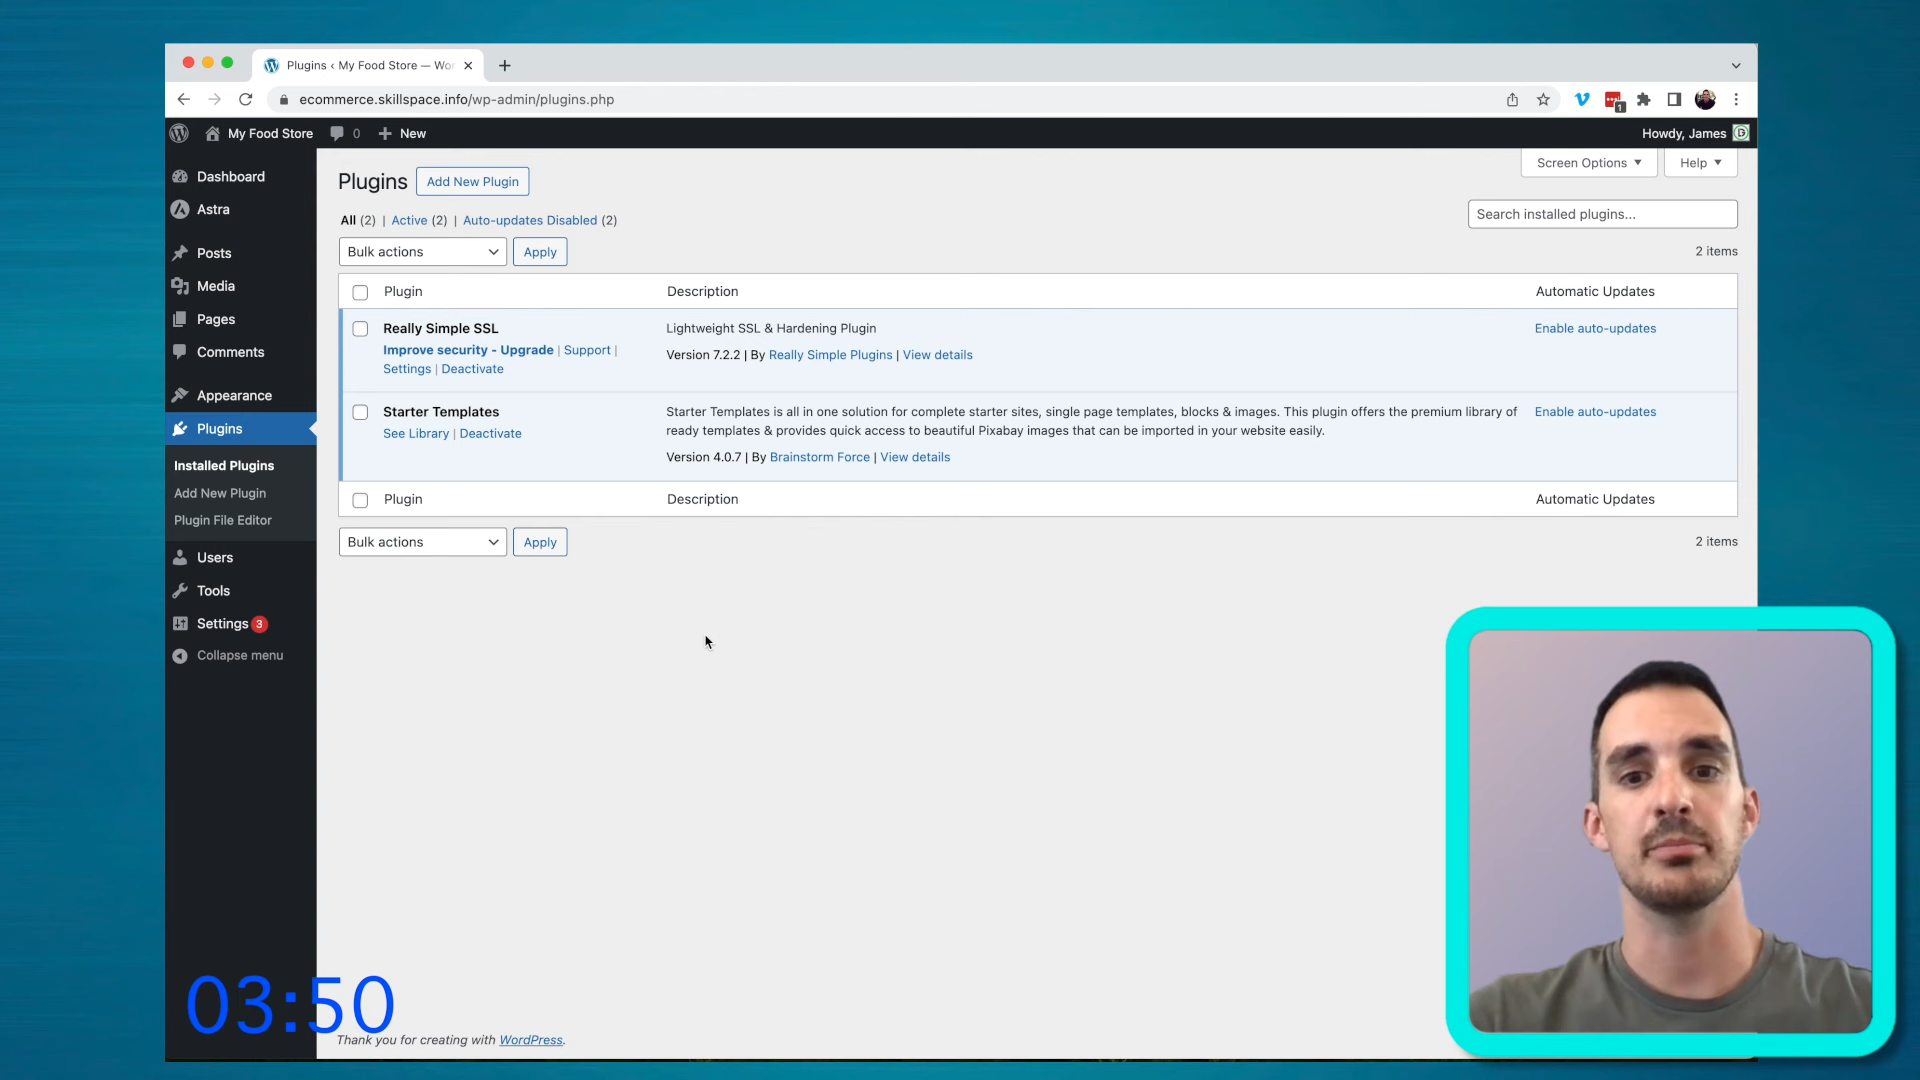 Plugins ‹ My Food Store — Wor
ecommerce.skillspace.info/wp-admin/plugins.php
1
My Food Store
0
New
Howdy, James
Dashboard
Astra
Posts
Media
Pages
Comments
Appearance
Plugins
Installed Plugins
Add New Plugin
Plugin File Editor
Users
Tools
Settings 3
Collapse menu
Screen Options
Help
Plugins
Add New Plugin
All (2) | Active (2) | Auto-updates Disabled (2)
Search installed plugins...
Bulk actions
Apply
2 items
Plugin
Description
Automatic Updates
Really Simple SSL
Improve security - Upgrade | Support |
Settings | Deactivate
Lightweight SSL & Hardening Plugin
Version 7.2.2 | By Really Simple Plugins | View details
Enable auto-updates
Starter Templates
See Library | Deactivate
Starter Templates is all in one solution for complete starter sites, single page templates, blocks & images. This plugin offers the premium library of
ready templates & provides quick access to beautiful Pixabay images that can be imported in your website easily.
Version 4.0.7 | By Brainstorm Force | View details
Enable auto-updates
Plugin
Description
Automatic Updates
Bulk actions
Apply
2 items
03:50
Thank you for creating with WordPress.